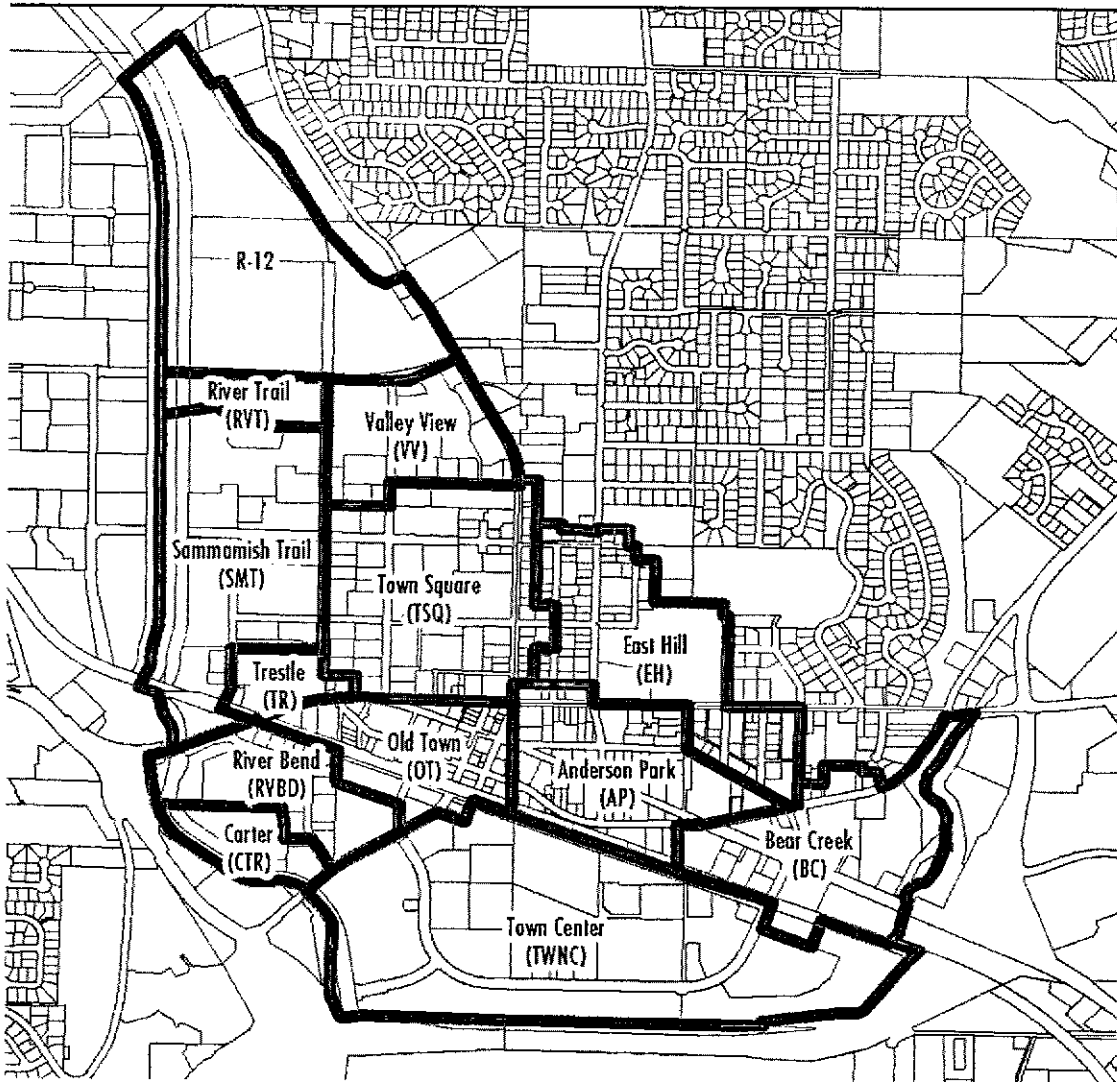 R-12
River Trail
(RVT)
Valley View
(VV)
Sammamish Trail
(SMT)
Town Square
(TSQ)
East Hill
(EH)
Trestle
(TR)
Old Town
(OT)
River Bend
(RVBD)
Anderson Park
(AP)
Carter
(CTR)
Bear Creek
(BC)
Town Center
(TWNC)